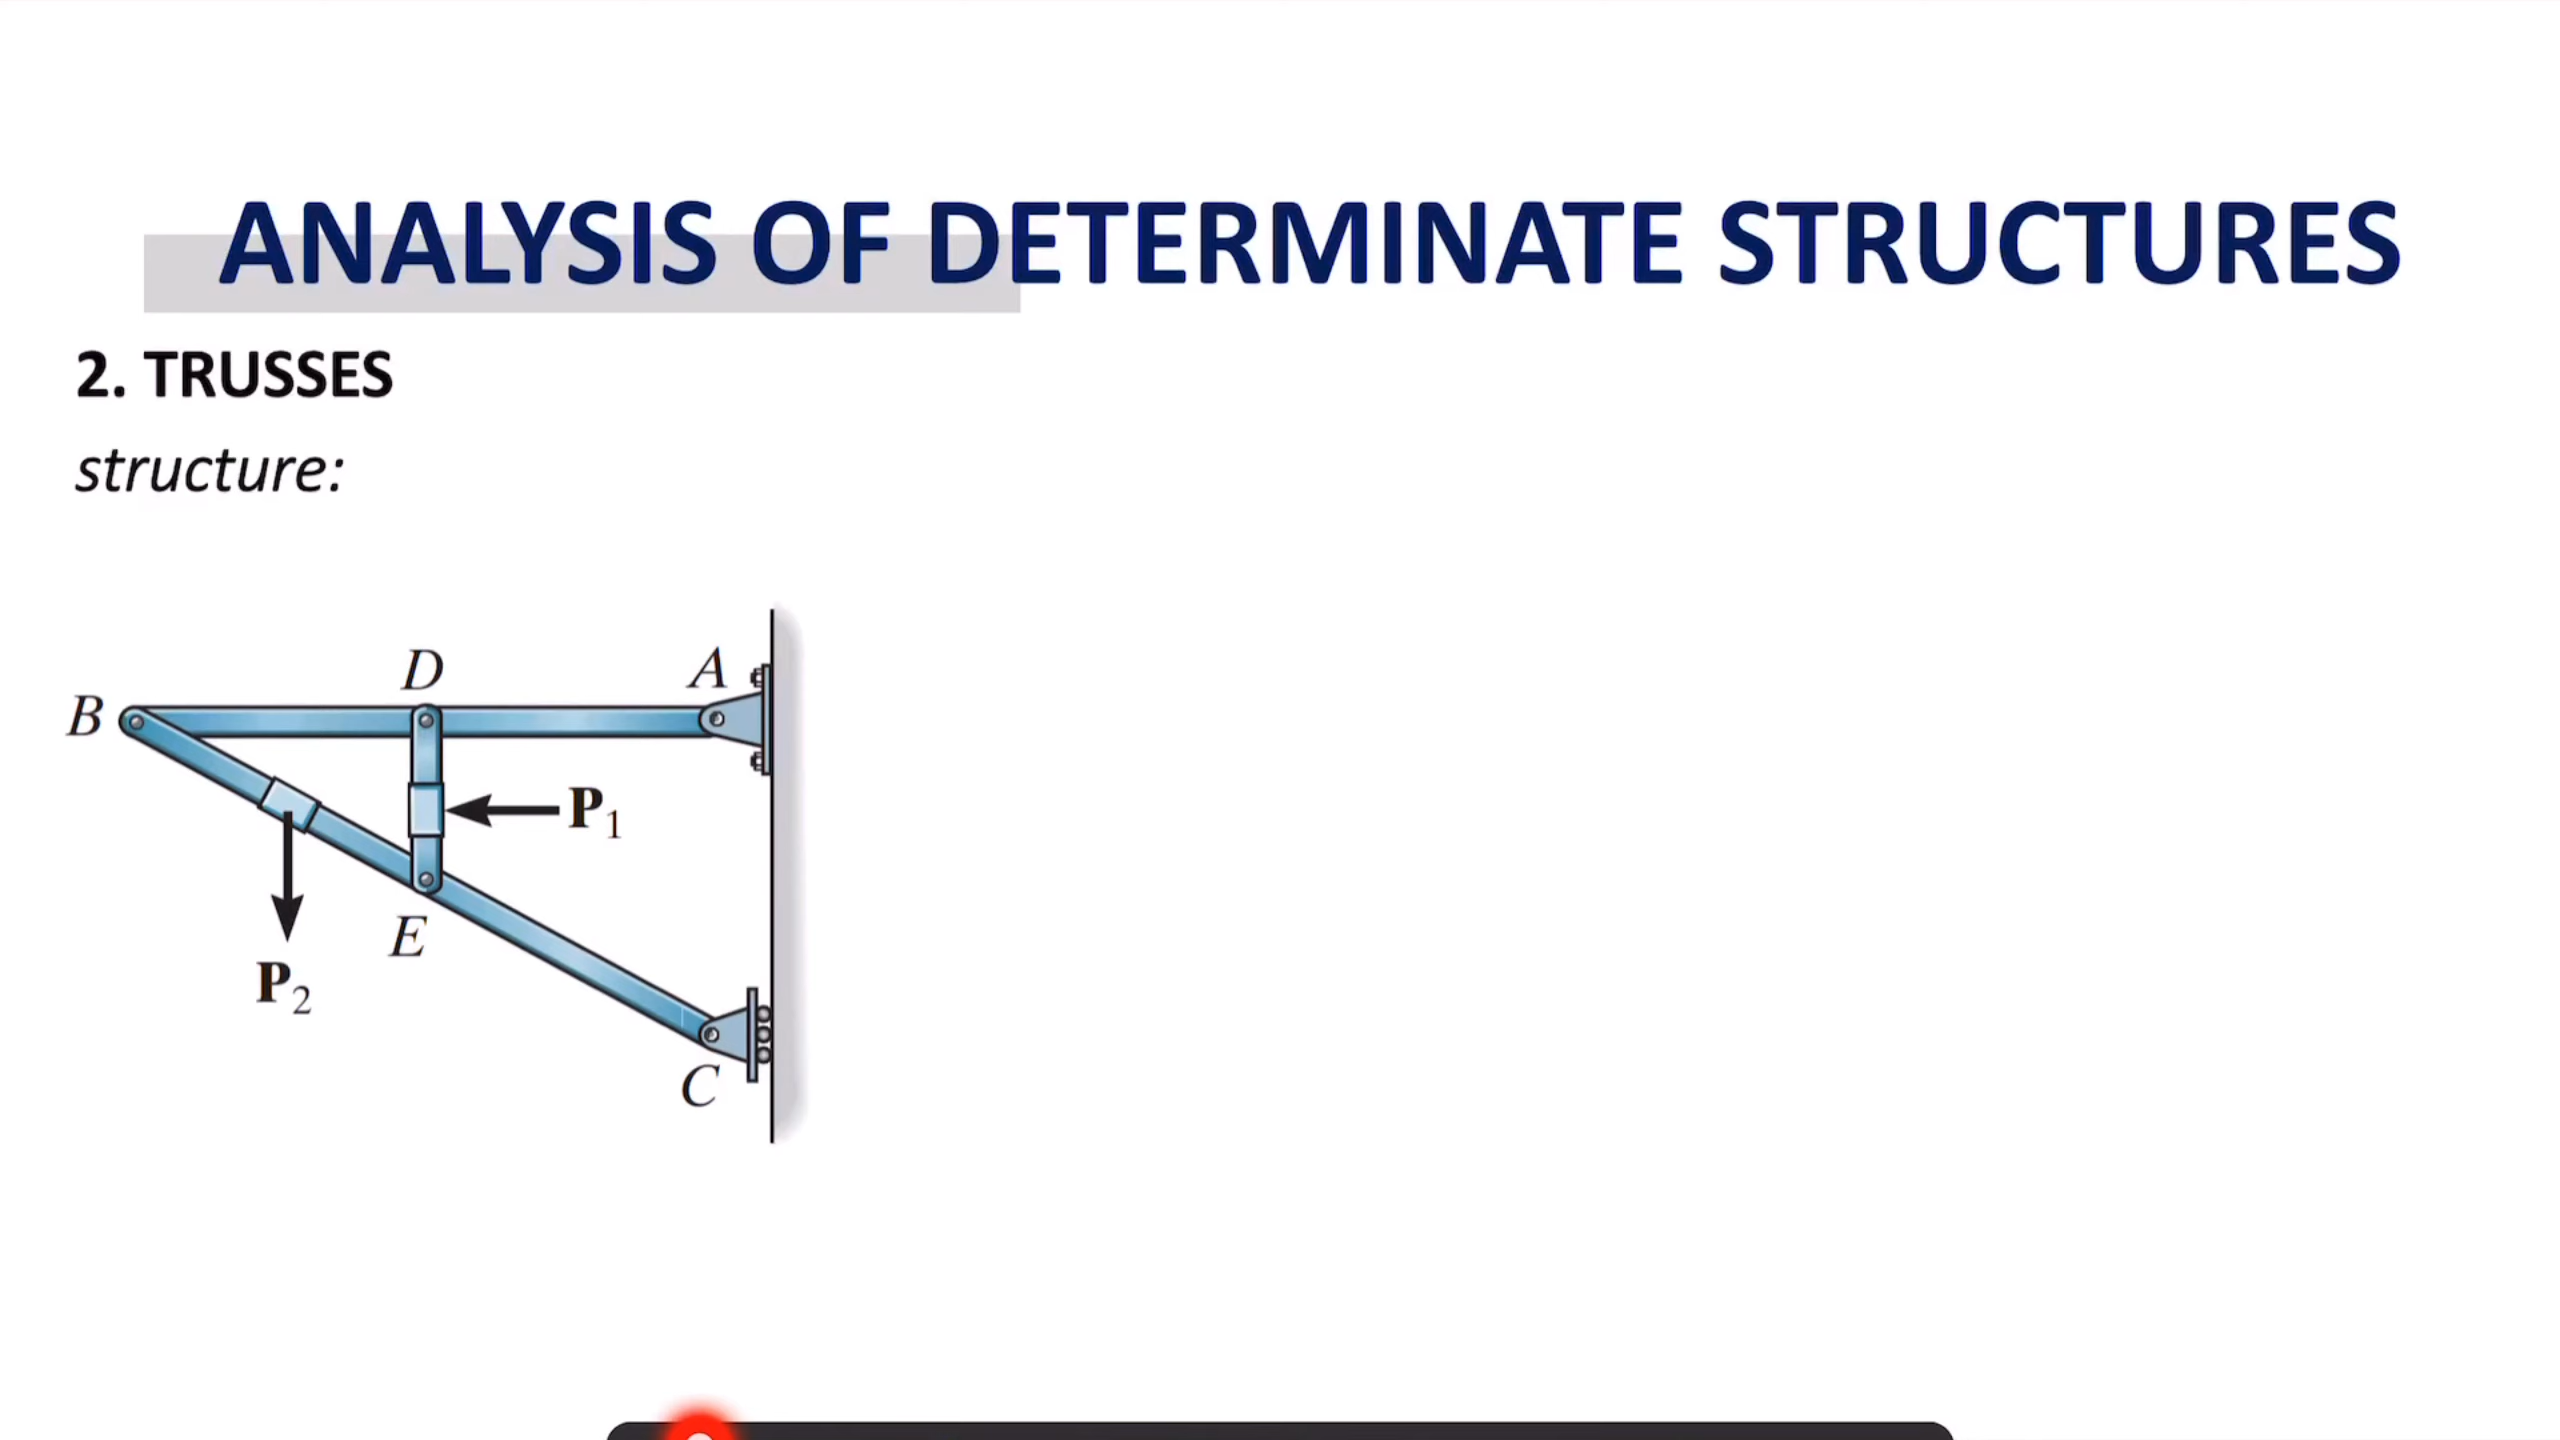 ANALYSIS OF DETERMINATE STRUCTURES
2. TRUSSES
structure:
D
A
B
P1
E
P2
C